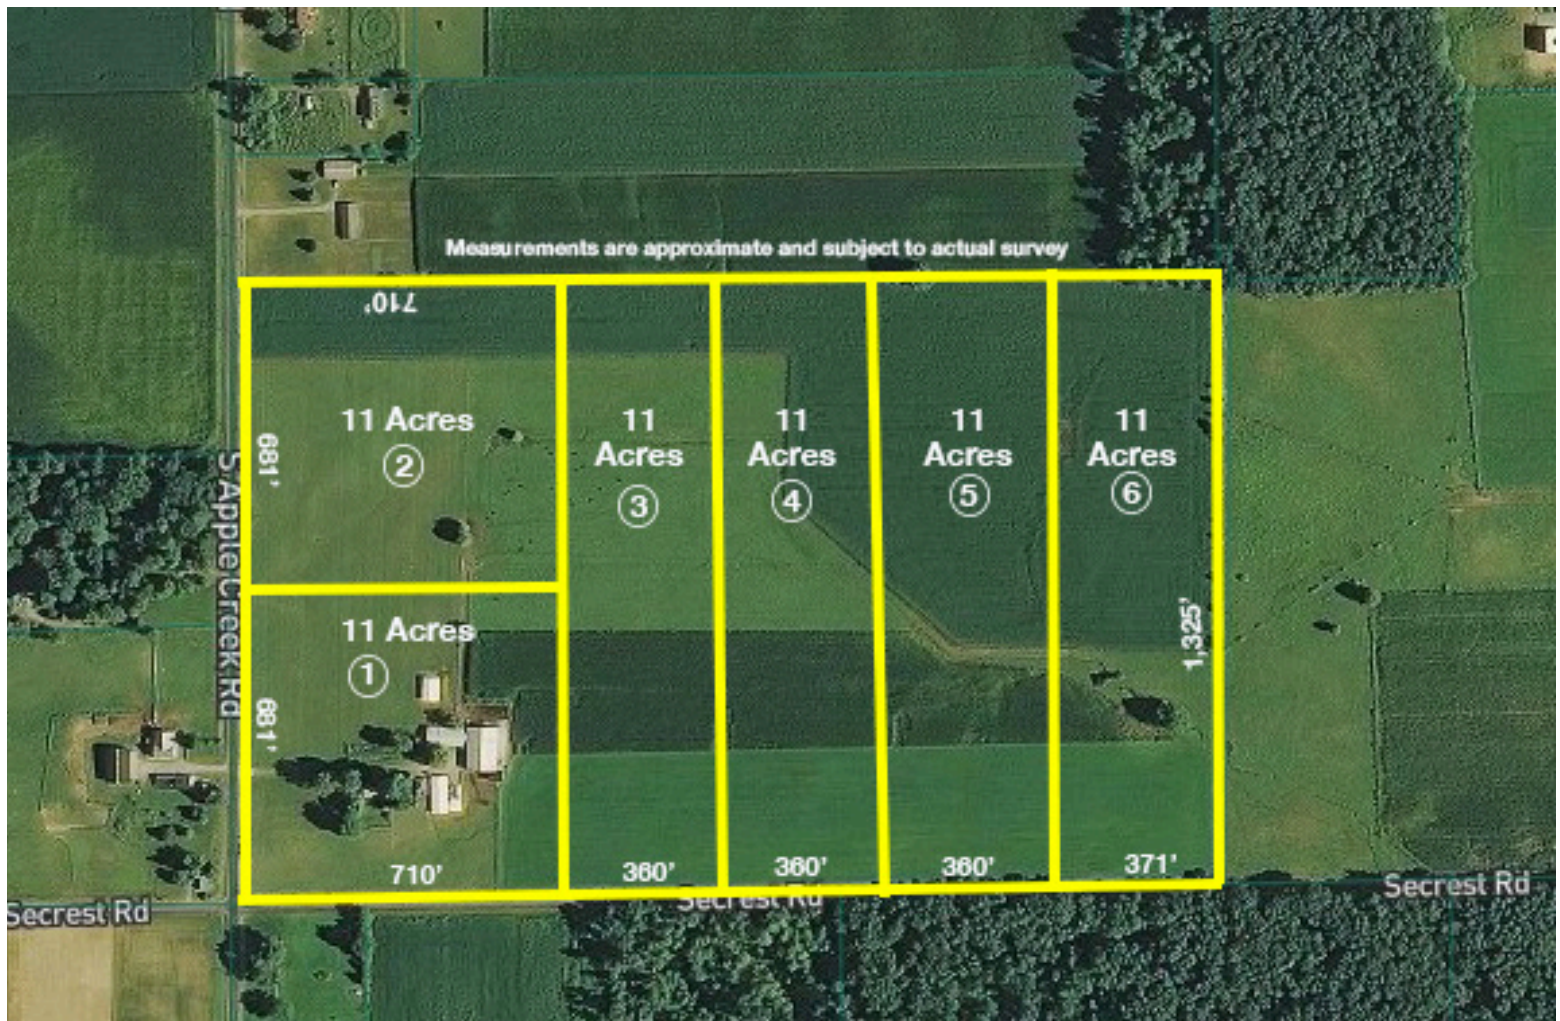 Measurements are approximate and subject to actual survey
710'
11 Acres
2
681'
11
Acres
3
11
Acres
4
11
Acres
5
11
Acres
6
S Apple Creek Rd
11 Acres
1
681'
1,325'
710'
360'
360'
360'
371'
Secrest Rd
Secrest Rd
Secrest Rd